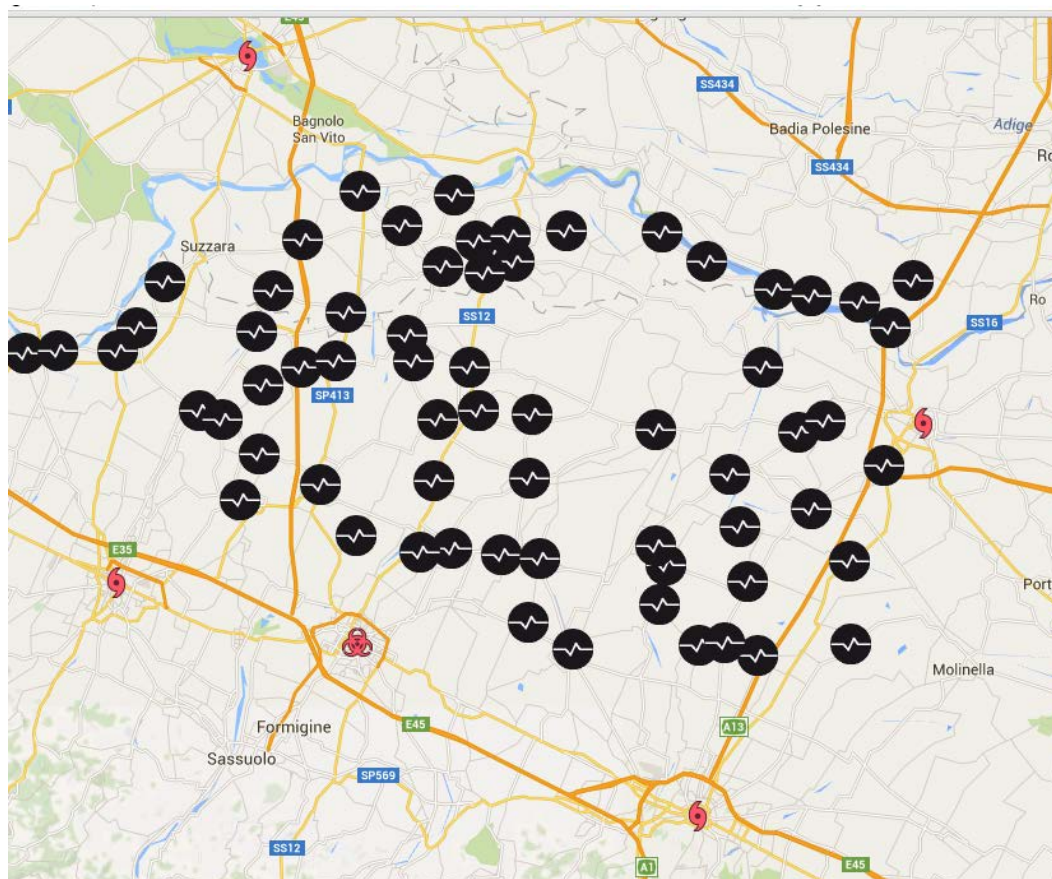 E45
SS434
Bagnolo
San Vito
Badia Polesine
Adige
SS434
Suzzara
Ro
SS12
SS16
SP413
E35
Port
Molinella
Formigine
E45
A13
Sassuolo
SP569
SS12
A1
E45